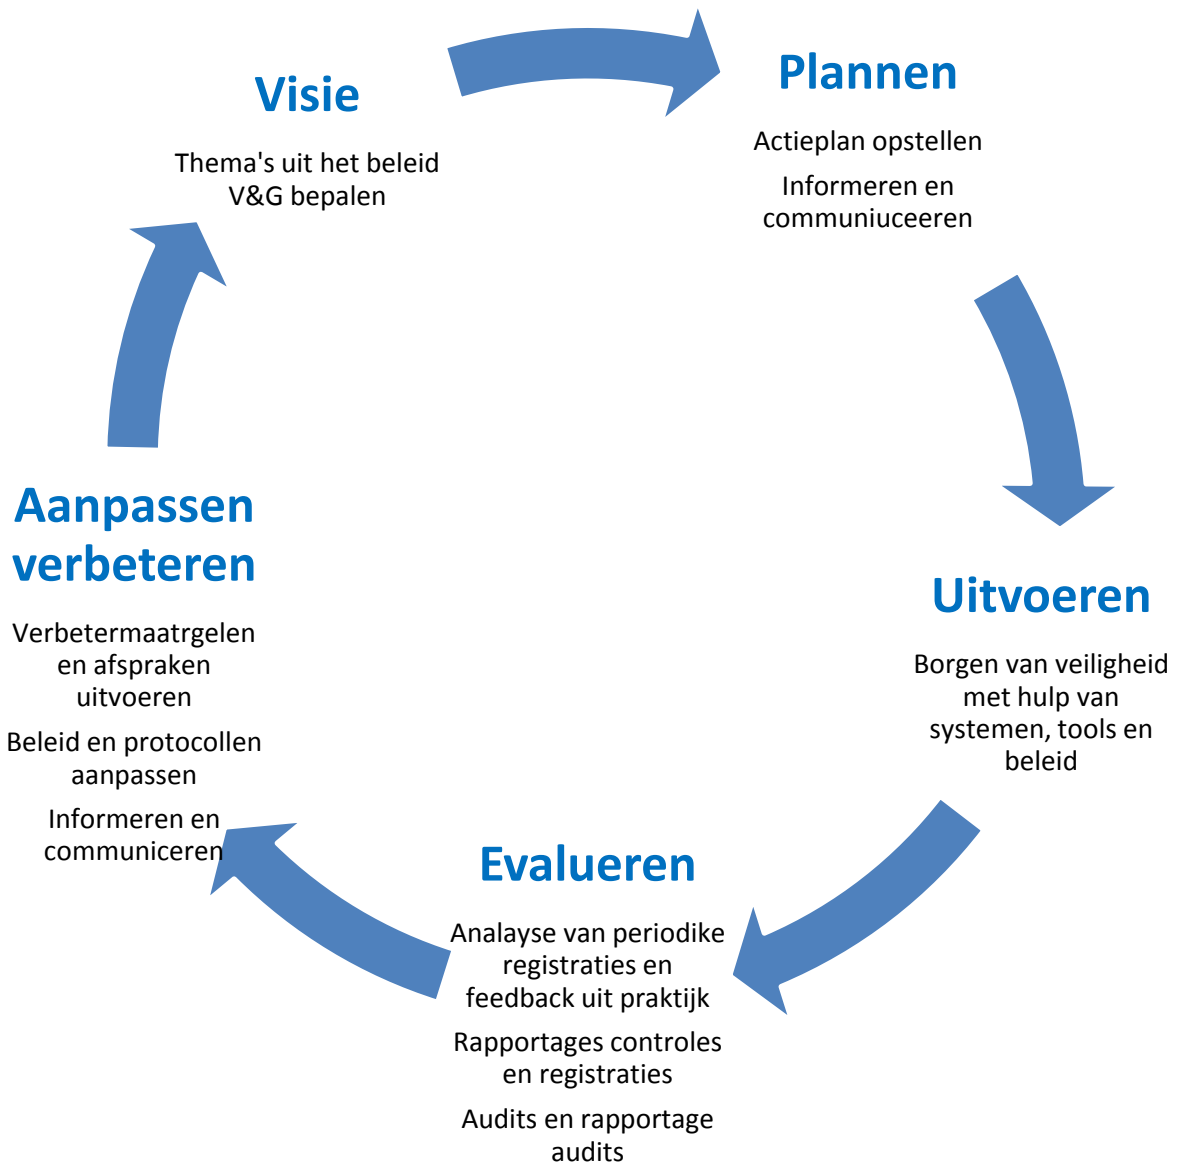 Visie
Thema's uit het beleid
V&G bepalen
Plannen
Actieplan opstellen
Informeren en
communiuceeren
Uitvoeren
Borgen van veiligheid
met hulp van
systemen, tools en
beleid
Evalueren
Analayse van periodike
registraties en
feedback uit praktijk
Rapportages controles
en registraties
Audits en rapportage
audits
Aanpassen
verbeteren
Verbetermaatrgelen
en afspraken
uitvoeren
Beleid en protocollen
aanpassen
Informeren en
communiceren